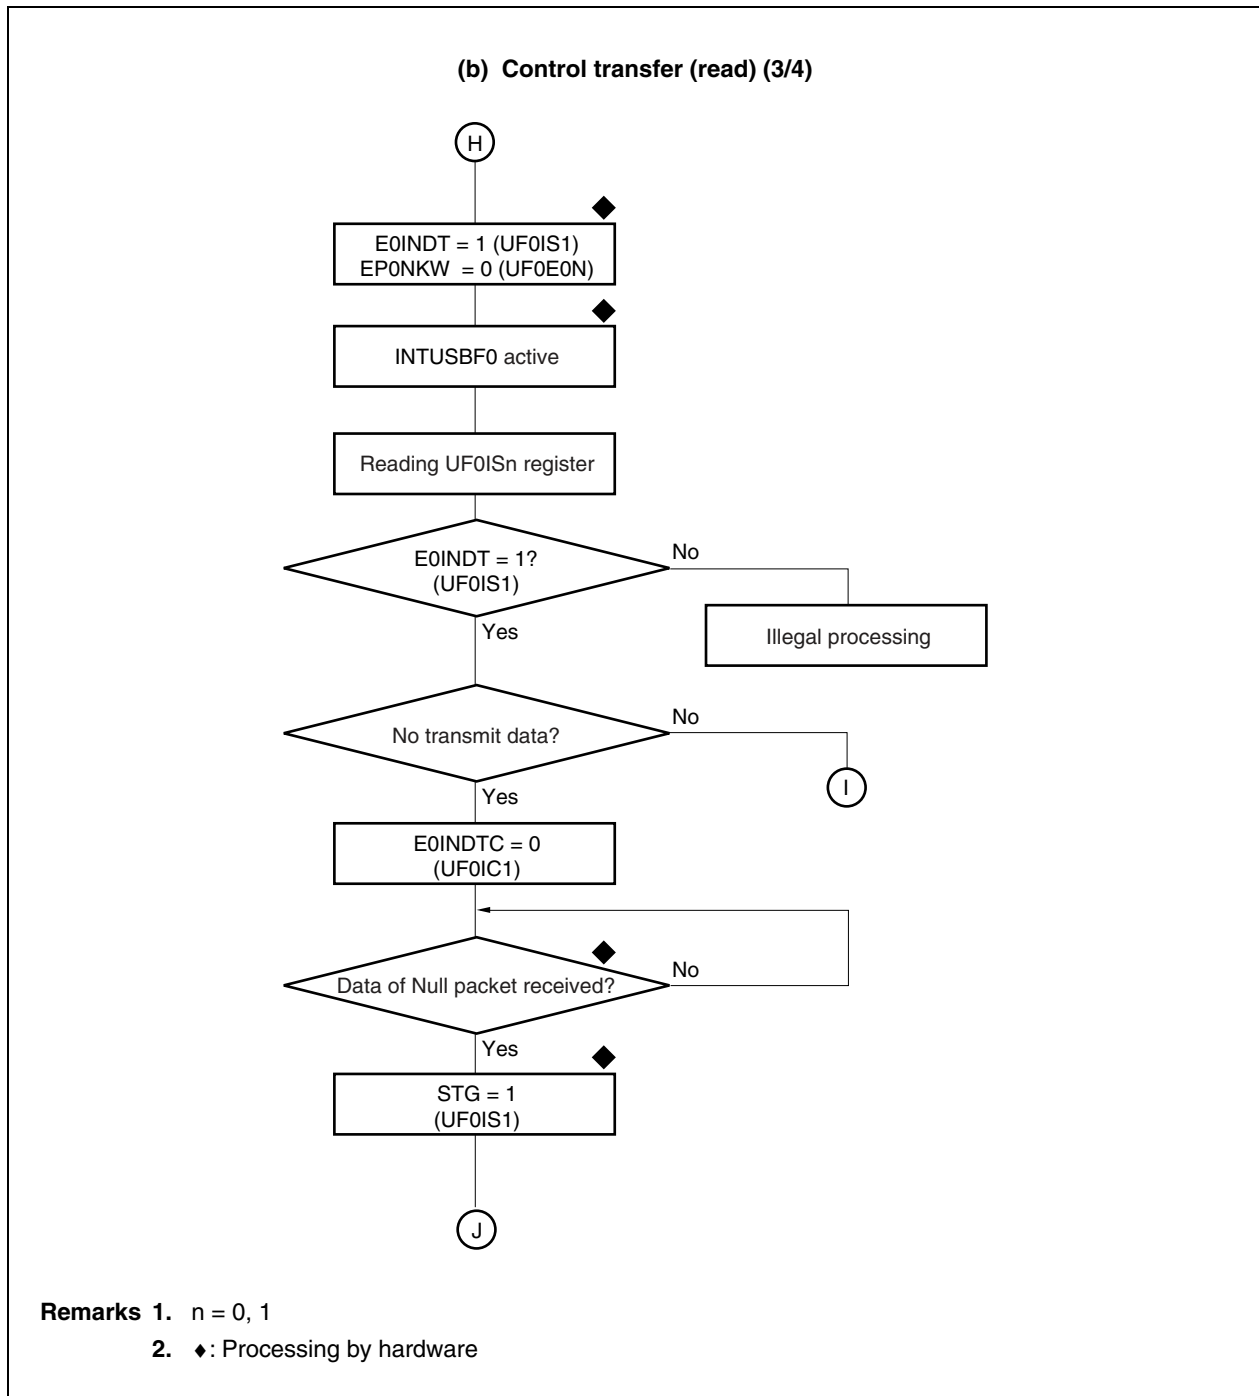 (b) Control transfer (read) (3/4)
H
E0INDT = 1 (UF0IS1)
EP0NKW = 0 (UF0E0N)
INTUSBF0 active
Reading UF0ISn register
E0INDT = 1?
(UF0IS1)
No
Illegal processing
Yes
No transmit data?
No
I
Yes
E0INDTC = 0
(UF0IC1)
Data of Null packet received?
No
Yes
STG = 1
(UF0IS1)
J
Remarks 1. n = 0, 1
2. ♦: Processing by hardware